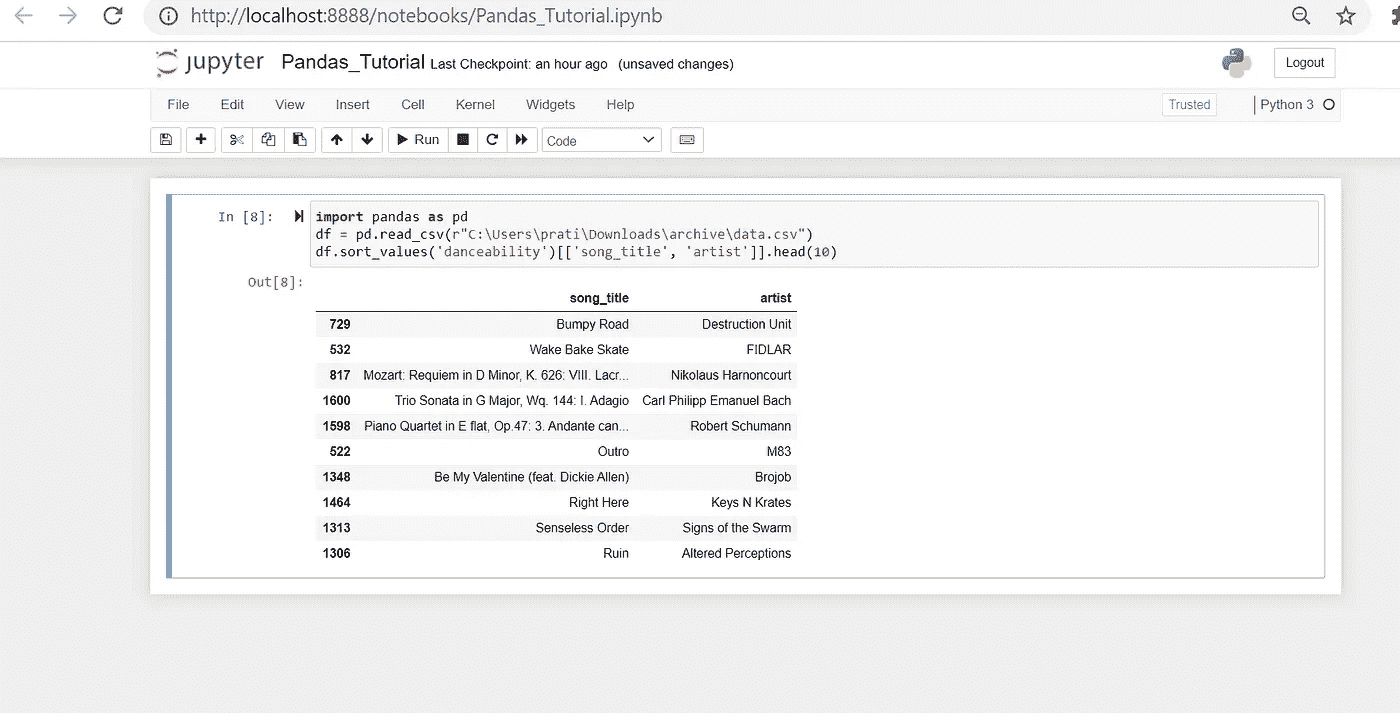 http://localhost:8888/notebooks/Pandas_Tutorial.ipynb
jupyter Pandas_Tutorial Last Checkpoint: an hour ago (unsaved changes) Logout
File Edit View Insert Cell Kernel Widgets Help Trusted Python 3
Run Code
In [8]: import pandas as pd
df = pd.read_csv(r"C:\Users\prati\Downloads\archive\data.csv")
df.sort_values('danceability')[['song_title', 'artist']].head(10)
Out[8]:
song_title artist
729 Bumpy Road Destruction Unit
532 Wake Bake Skate FIDLAR
817 Mozart: Requiem in D Minor, K. 626: VIII. Lacr... Nikolaus Harnoncourt
1600 Trio Sonata in G Major, Wq. 144: I. Adagio Carl Philipp Emanuel Bach
1598 Piano Quartet in E flat, Op.47: 3. Andante can... Robert Schumann
522 Outro M83
1348 Be My Valentine (feat. Dickie Allen) Brojob
1464 Right Here Keys N Krates
1313 Senseless Order Signs of the Swarm
1306 Ruin Altered Perceptions